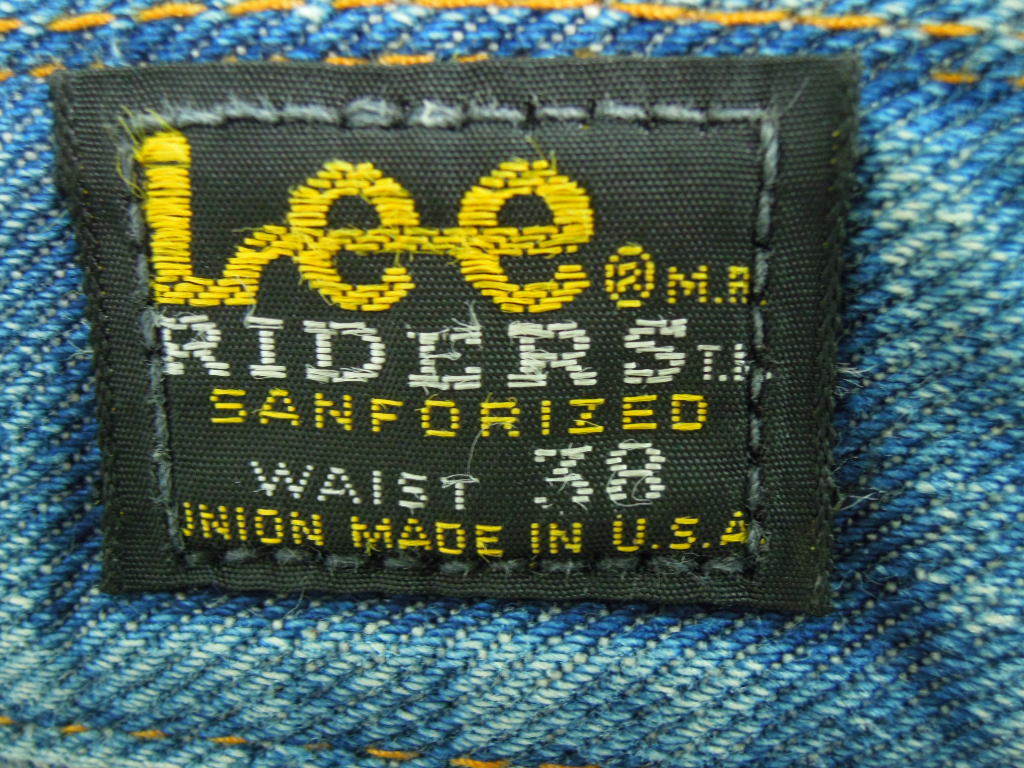 Lee ® M.R.
RIDERS T.M.
SANFORIZED
WAIST 38
UNION MADE IN U.S.A.